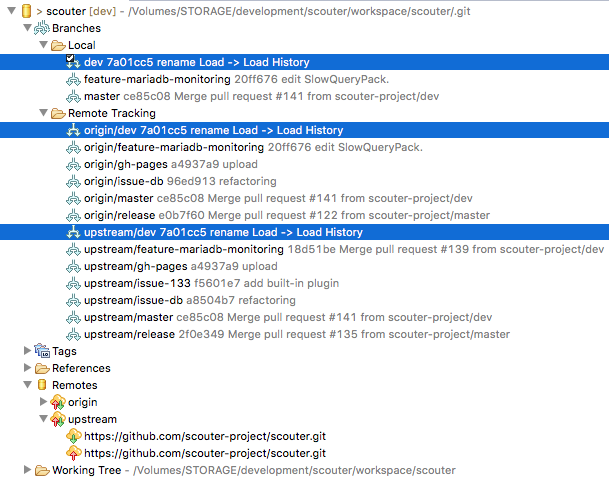 > scouter [dev] - /Volumes/STORAGE/development/scouter/workspace/scouter/.git
Branches
Local
dev 7a01cc5 rename Load -> Load History
feature-mariadb-monitoring 20ff676 edit SlowQueryPack.
master ce85c08 Merge pull request #141 from scouter-project/dev
Remote Tracking
origin/dev 7a01cc5 rename Load -> Load History
origin/feature-mariadb-monitoring 20ff676 edit SlowQueryPack.
origin/gh-pages a4937a9 upload
origin/issue-db 96ed913 refactoring
origin/master ce85c08 Merge pull request #141 from scouter-project/dev
origin/release e0b7f60 Merge pull request #122 from scouter-project/master
upstream/dev 7a01cc5 rename Load -> Load History
upstream/feature-mariadb-monitoring 18d51be Merge pull request #139 from scouter-project/dev
upstream/gh-pages a4937a9 upload
upstream/issue-133 f5601e7 add built-in plugin
upstream/issue-db a8504b7 refactoring
upstream/master ce85c08 Merge pull request #141 from scouter-project/dev
upstream/release 2f0e349 Merge pull request #135 from scouter-project/master
Tags
References
Remotes
origin
upstream
https://github.com/scouter-project/scouter.git
https://github.com/scouter-project/scouter.git
Working Tree - /Volumes/STORAGE/development/scouter/workspace/scouter